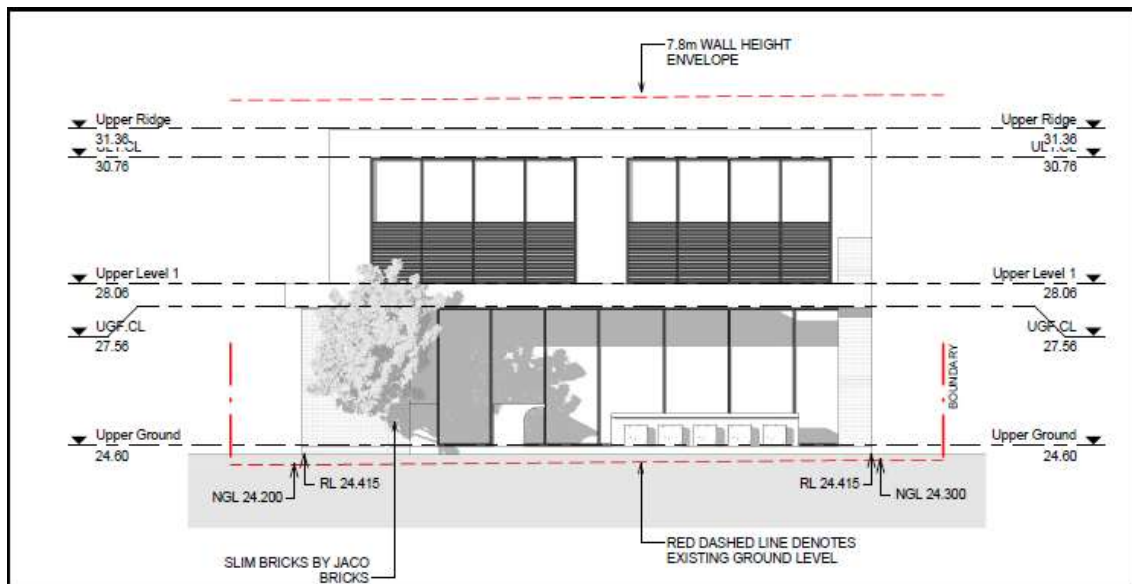 7.8m WALL HEIGHT
ENVELOPE
Upper Ridge
31.36
30.76
Upper Ridge
31.36
30.76
Upper Level 1
28.06
Upper Level 1
28.06
UGF.CL
27.56
UGF.CL
27.56
BOUNDARY
Upper Ground
24.60
Upper Ground
24.60
NGL 24.200
RL 24.415
RL 24.415
NGL 24.300
SLIM BRICKS BY JACO
BRICKS
RED DASHED LINE DENOTES
EXISTING GROUND LEVEL